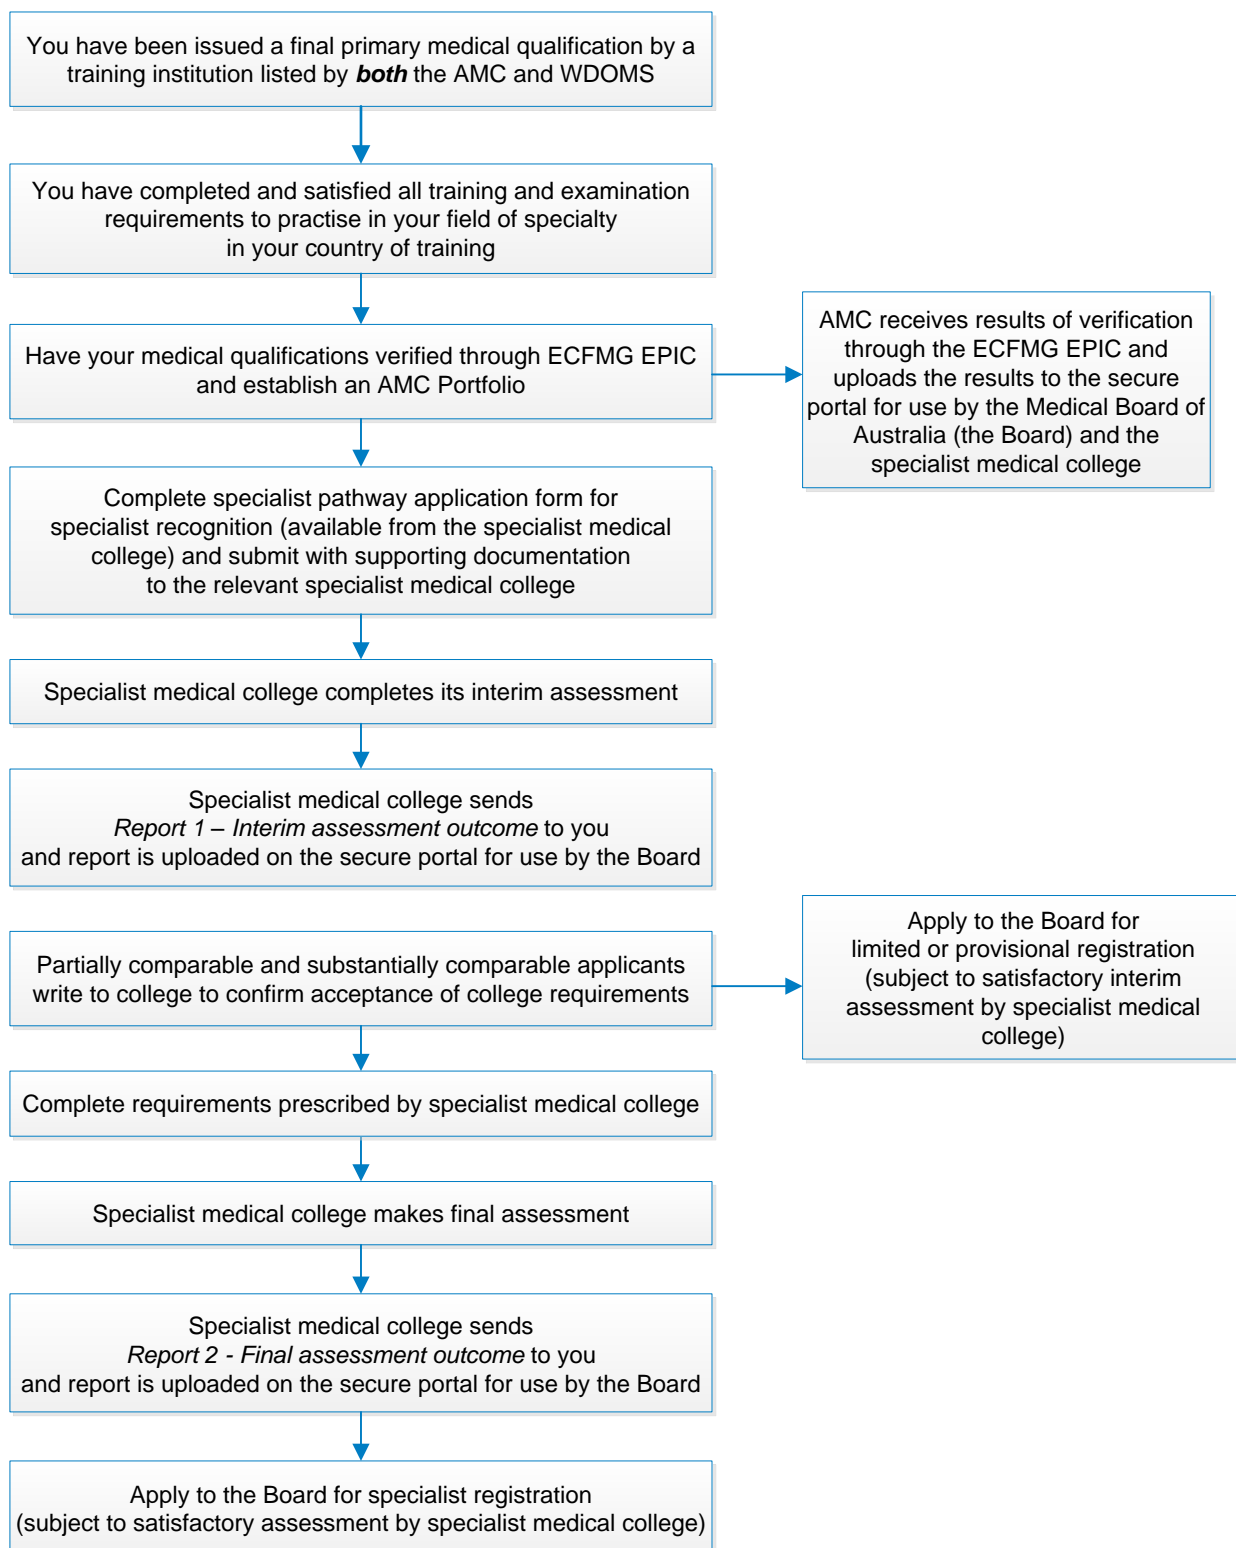 You have been issued a final primary medical qualification by a
training institution listed by both the AMC and WDOMS
You have completed and satisfied all training and examination
requirements to practise in your field of specialty
in your country of training
Have your medical qualifications verified through ECFMG EPIC
and establish an AMC Portfolio
AMC receives results of verification
through the ECFMG EPIC and
uploads the results to the secure
portal for use by the Medical Board of
Australia (the Board) and the
specialist medical college
Complete specialist pathway application form for
specialist recognition (available from the specialist medical
college) and submit with supporting documentation
to the relevant specialist medical college
Specialist medical college completes its interim assessment
Specialist medical college sends
Report 1 – Interim assessment outcome to you
and report is uploaded on the secure portal for use by the Board
Partially comparable and substantially comparable applicants
write to college to confirm acceptance of college requirements
Apply to the Board for
limited or provisional registration
(subject to satisfactory interim
assessment by specialist medical
college)
Complete requirements prescribed by specialist medical college
Specialist medical college makes final assessment
Specialist medical college sends
Report 2 - Final assessment outcome to you
and report is uploaded on the secure portal for use by the Board
Apply to the Board for specialist registration
(subject to satisfactory assessment by specialist medical college)